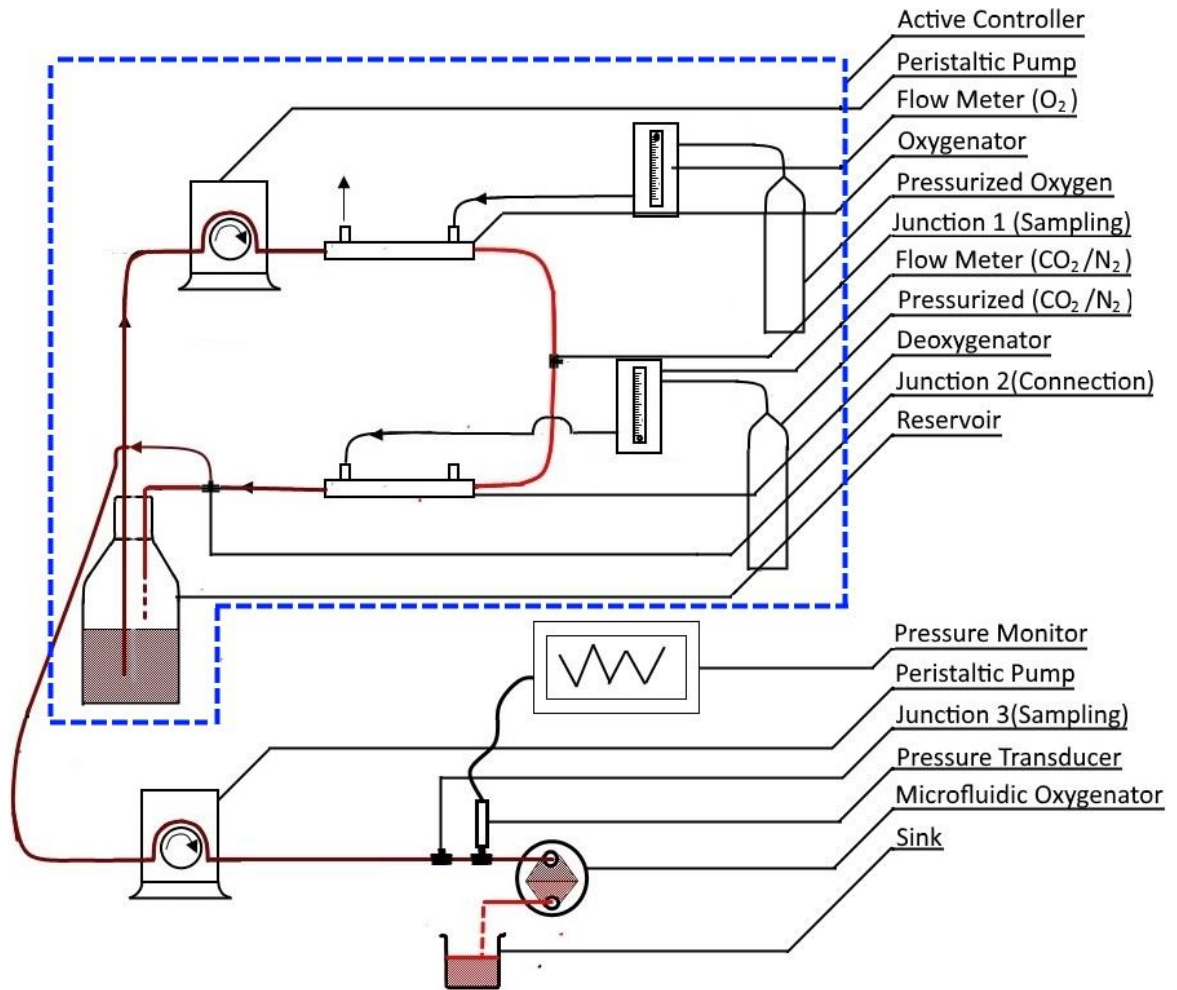 Active Controller
Peristaltic Pump
Flow Meter (O₂ )
Oxygenator
Pressurized Oxygen
Junction 1 (Sampling)
Flow Meter (CO₂ /N₂ )
Pressurized (CO₂ /N₂ )
Deoxygenator
Junction 2(Connection)
Reservoir
Pressure Monitor
Peristaltic Pump
Junction 3(Sampling)
Pressure Transducer
Microfluidic Oxygenator
Sink